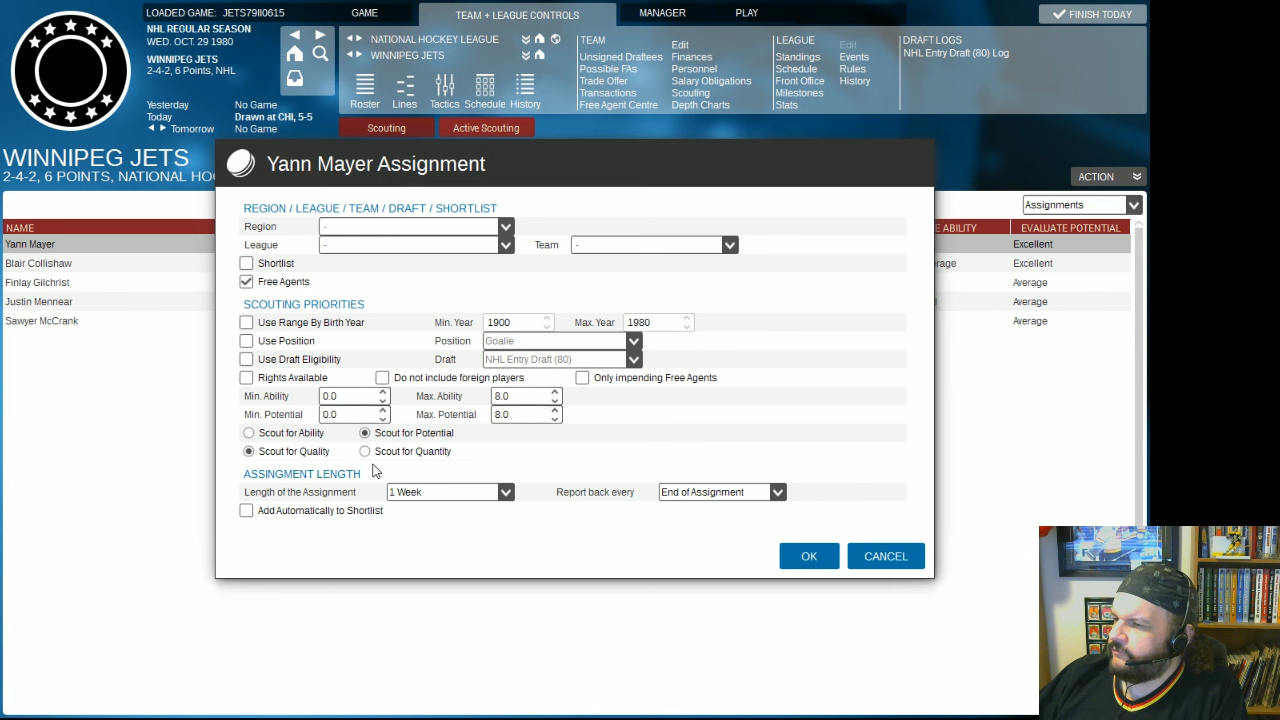 LOADED GAME: JETS79II0615
GAME
TEAM + LEAGUE CONTROLS
MANAGER
PLAY
FINISH TODAY
NHL REGULAR SEASON
WED. OCT. 29 1980
WINNIPEG JETS
2-4-2, 6 POINTS, NHL
Yesterday No Game
Today Drawn at CHI, 5-5
Tomorrow No Game
NATIONAL HOCKEY LEAGUE
WINNIPEG JETS
Roster Lines Tactics Schedule History
TEAM
Unsigned Draftees
Possible FAs
Trade Offer
Transactions
Free Agent Centre
Edit
Finances
Personnel
Salary Obligations
Scouting
Depth Charts
LEAGUE
Standings
Schedule
Front Office
Milestones
Stats
Edit
Events
Rules
History
DRAFT LOGS
NHL Entry Draft (80) Log
Scouting
Active Scouting
WINNIPEG JETS
2-4-2, 6 POINTS, NATIONAL HO
ACTION
Assignments
NAME
E ABILITY
EVALUATE POTENTIAL
Yann Mayer
Excellent
Blair Collishaw
erage
Excellent
Finlay Gilchrist
Average
Justin Mennear
d
Average
Sawyer McCrank
Average
Yann Mayer Assignment
REGION / LEAGUE / TEAM / DRAFT / SHORTLIST
Region -
League - Team -
Shortlist
Free Agents
SCOUTING PRIORITIES
Use Range By Birth Year Min. Year 1900 Max. Year 1980
Use Position Position Goalie
Use Draft Eligibility Draft NHL Entry Draft (80)
Rights Available Do not include foreign players Only impending Free Agents
Min. Ability 0.0 Max. Ability 8.0
Min. Potential 0.0 Max. Potential 8.0
Scout for Ability Scout for Potential
Scout for Quality Scout for Quantity
ASSINGMENT LENGTH
Length of the Assignment 1 Week Report back every End of Assignment
Add Automatically to Shortlist
OK
CANCEL